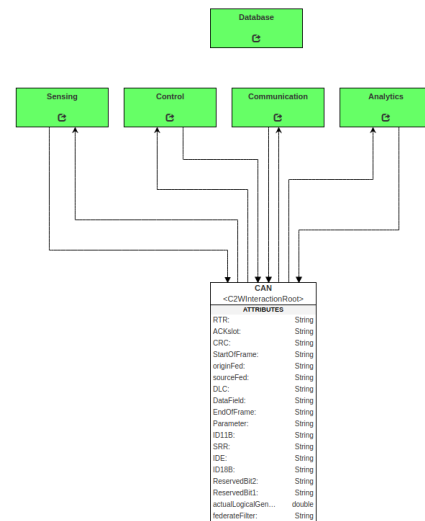 Database
Sensing
Control
Communication
Analytics
CAN
<C2WInteractionRoot>
ATTRIBUTES
RTR: String
ACKslot: String
CRC: String
StartOfFrame: String
originFed: String
sourceFed: String
DLC: String
DataField: String
EndOfFrame: String
Parameter: String
ID11B: String
SRR: String
IDE: String
ID18B: String
ReservedBit2: String
ReservedBit1: String
actualLogicalGen... double
federateFilter: String